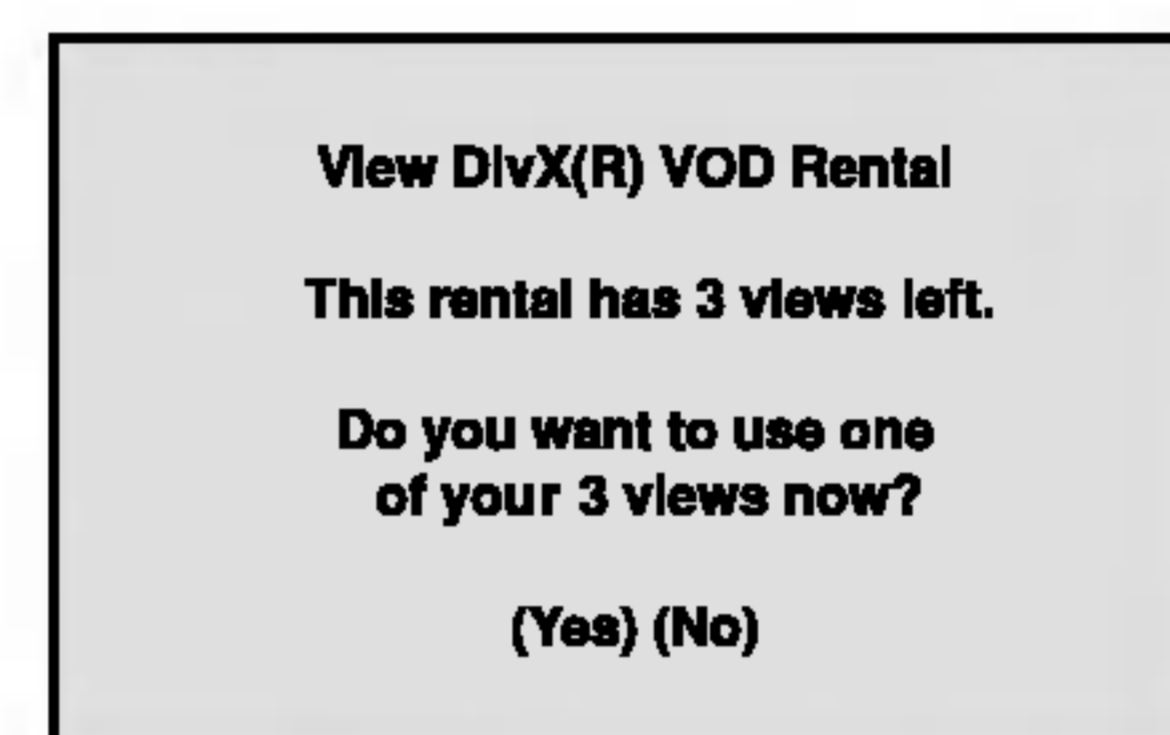 View DivX(R) VOD Rental
This rental has 3 views left.
Do you want to use one
of your 3 views now?
(Yes) (No)